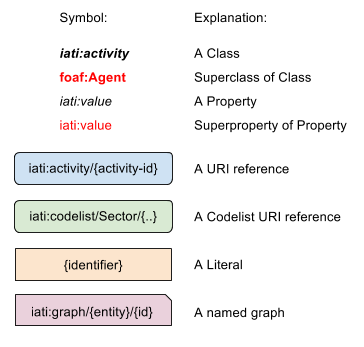 Symbol: Explanation:
iati:activity A Class
foaf:Agent Superclass of Class
iati:value A Property
iati:value Superproperty of Property
iati:activity/{activity-id} A URI reference
iati:codelist/Sector/{..} A Codelist URI reference
{identifier} A Literal
iati:graph/{entity}/{id} A named graph